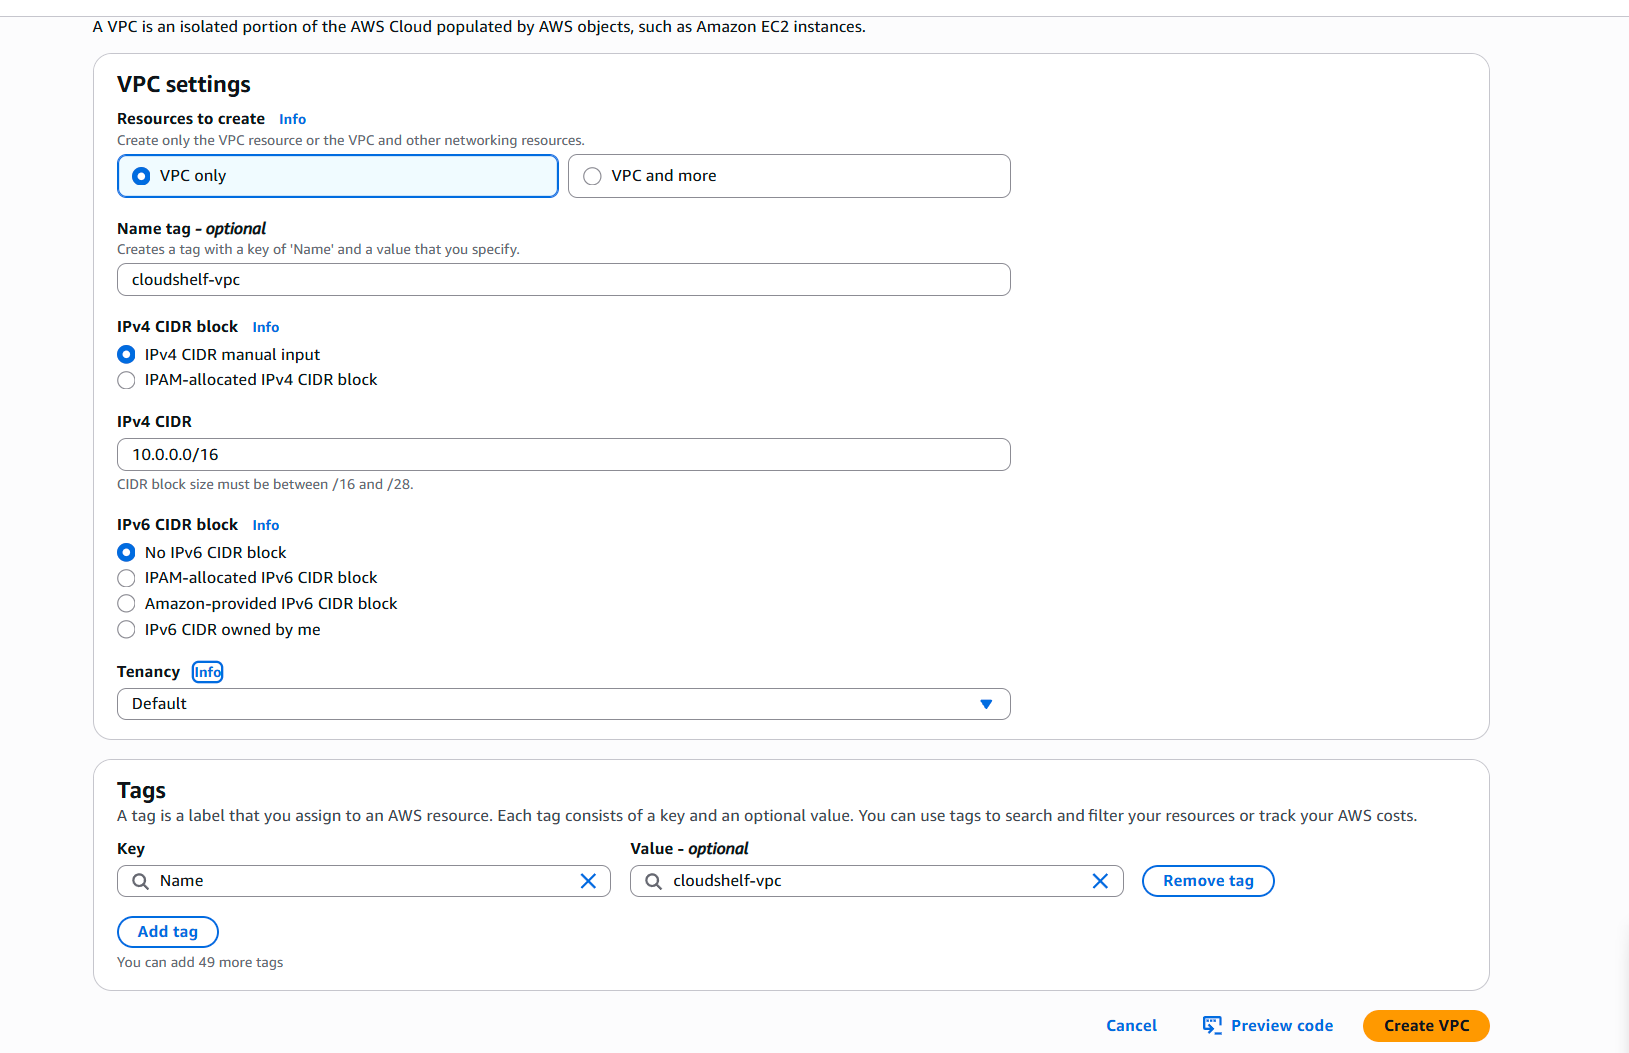 A VPC is an isolated portion of the AWS Cloud populated by AWS objects, such as Amazon EC2 instances.
VPC settings
Resources to create Info
Create only the VPC resource or the VPC and other networking resources.
VPC only VPC and more
Name tag - optional
Creates a tag with a key of 'Name' and a value that you specify.
cloudshelf-vpc
IPv4 CIDR block Info
IPv4 CIDR manual input
IPAM-allocated IPv4 CIDR block
IPv4 CIDR
10.0.0.0/16
CIDR block size must be between /16 and /28.
IPv6 CIDR block Info
No IPv6 CIDR block
IPAM-allocated IPv6 CIDR block
Amazon-provided IPv6 CIDR block
IPv6 CIDR owned by me
Tenancy Info
Default
Tags
A tag is a label that you assign to an AWS resource. Each tag consists of a key and an optional value. You can use tags to search and filter your resources or track your AWS costs.
Key Value - optional
Name cloudshelf-vpc Remove tag
Add tag
You can add 49 more tags
Cancel Preview code Create VPC